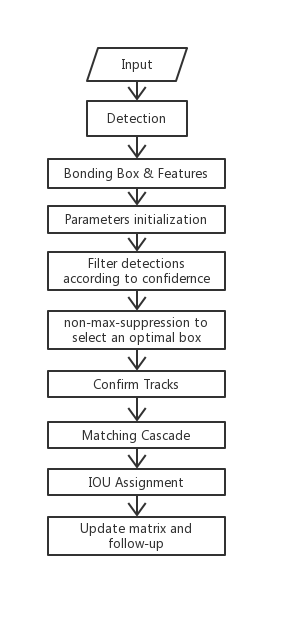 Input
Detection
Bonding Box & Features
Parameters initialization
Filter detections
according to confidernce
non-max-suppression to
select an optimal box
Confirm Tracks
Matching Cascade
IOU Assignment
Update matrix and
follow-up